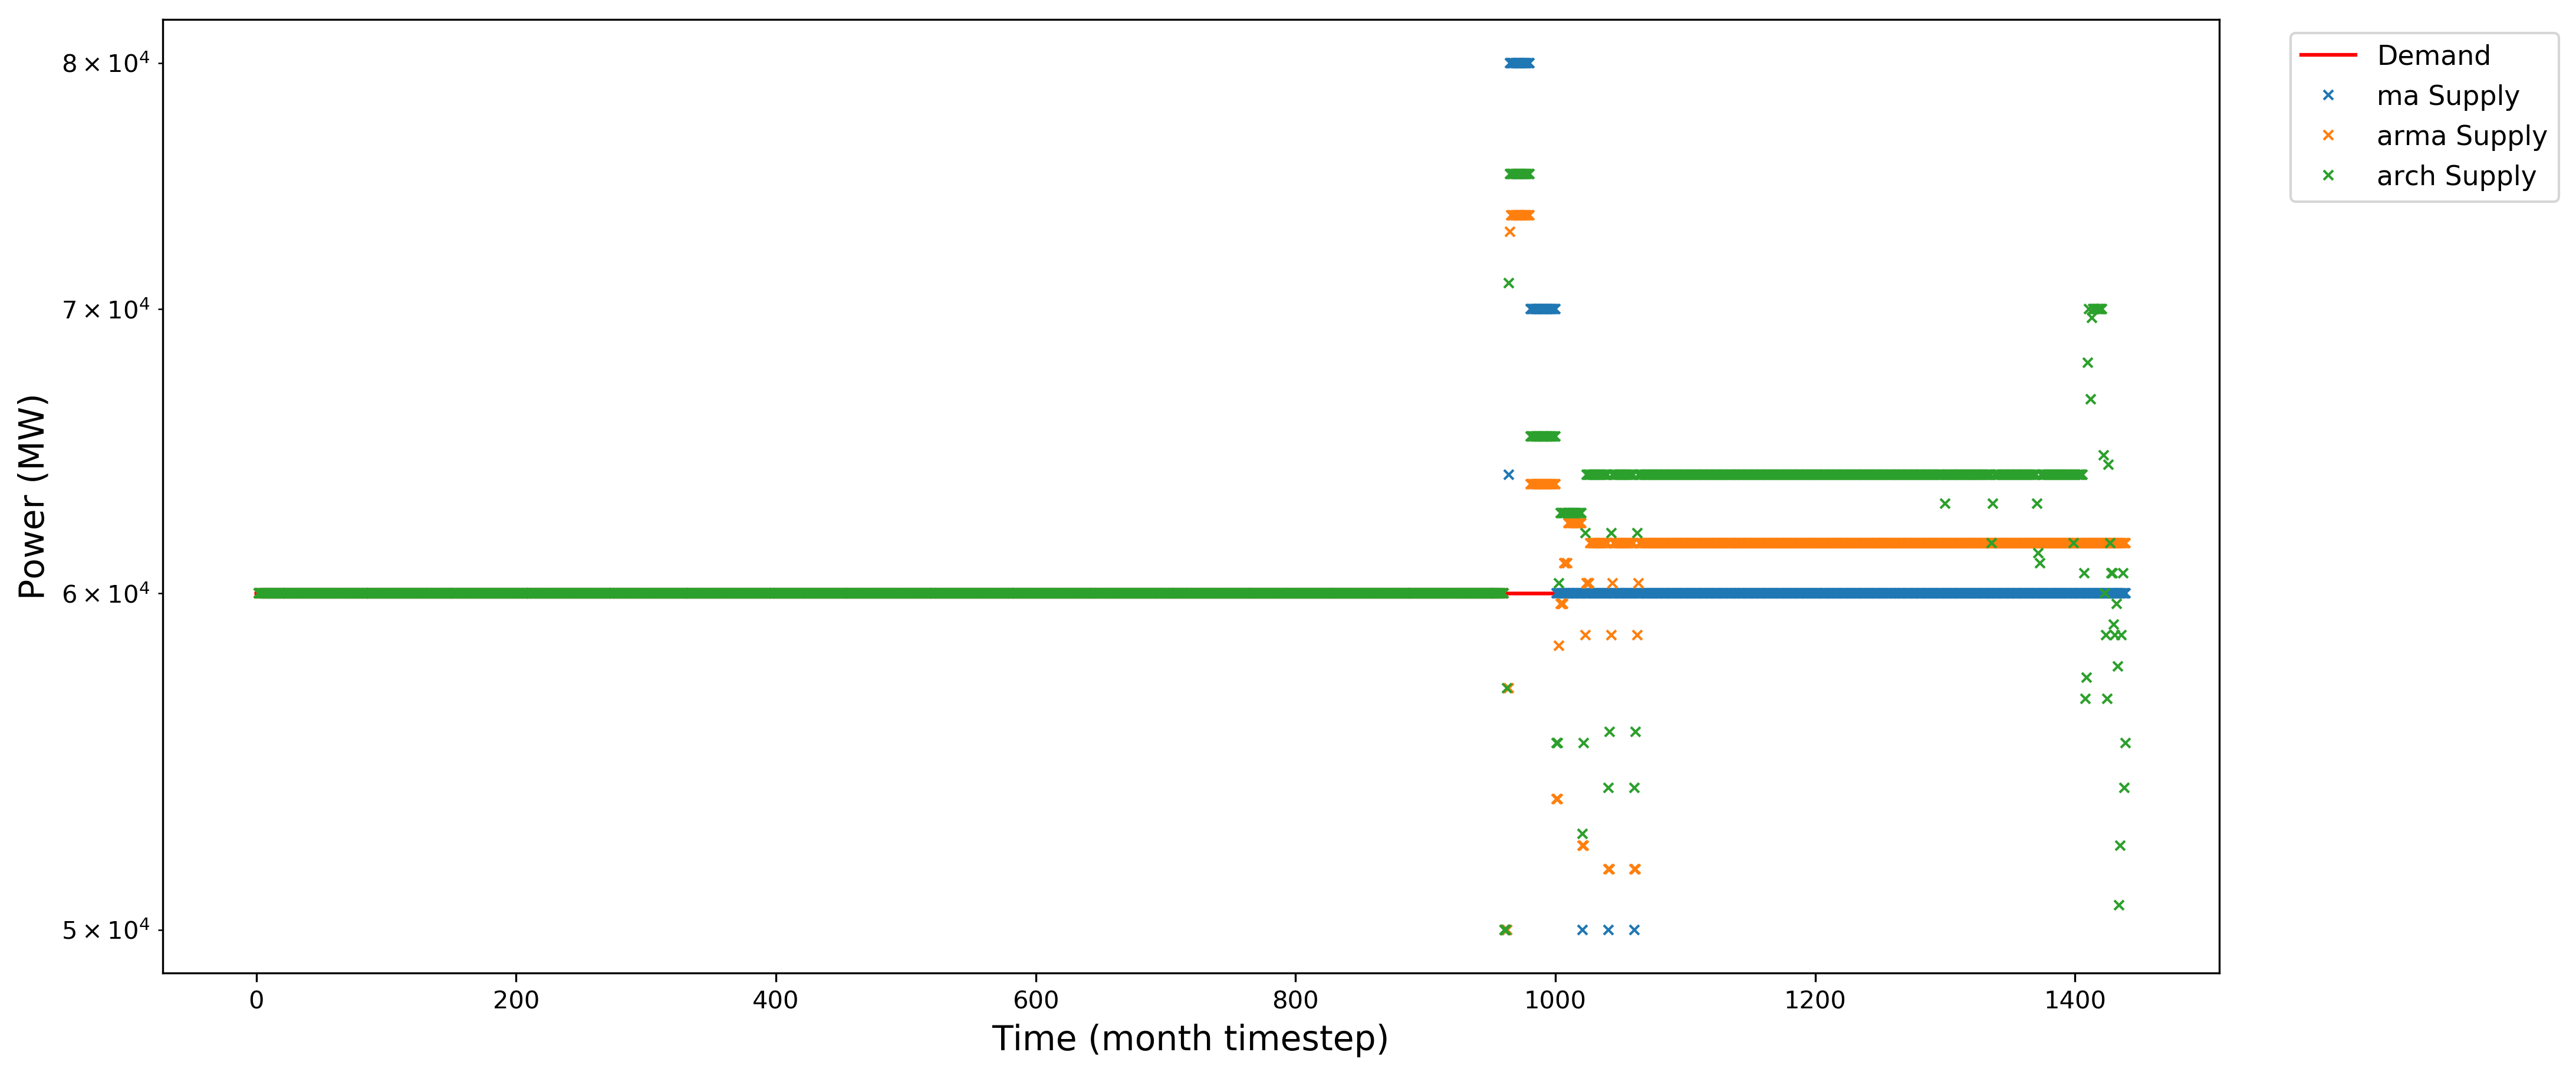 8 × 10⁴
7 × 10⁴
6 × 10⁴
5 × 10⁴
Power (MW)
0 200 400 600 800 1000 1200 1400
Time (month timestep)
Demand
ma Supply
arma Supply
arch Supply